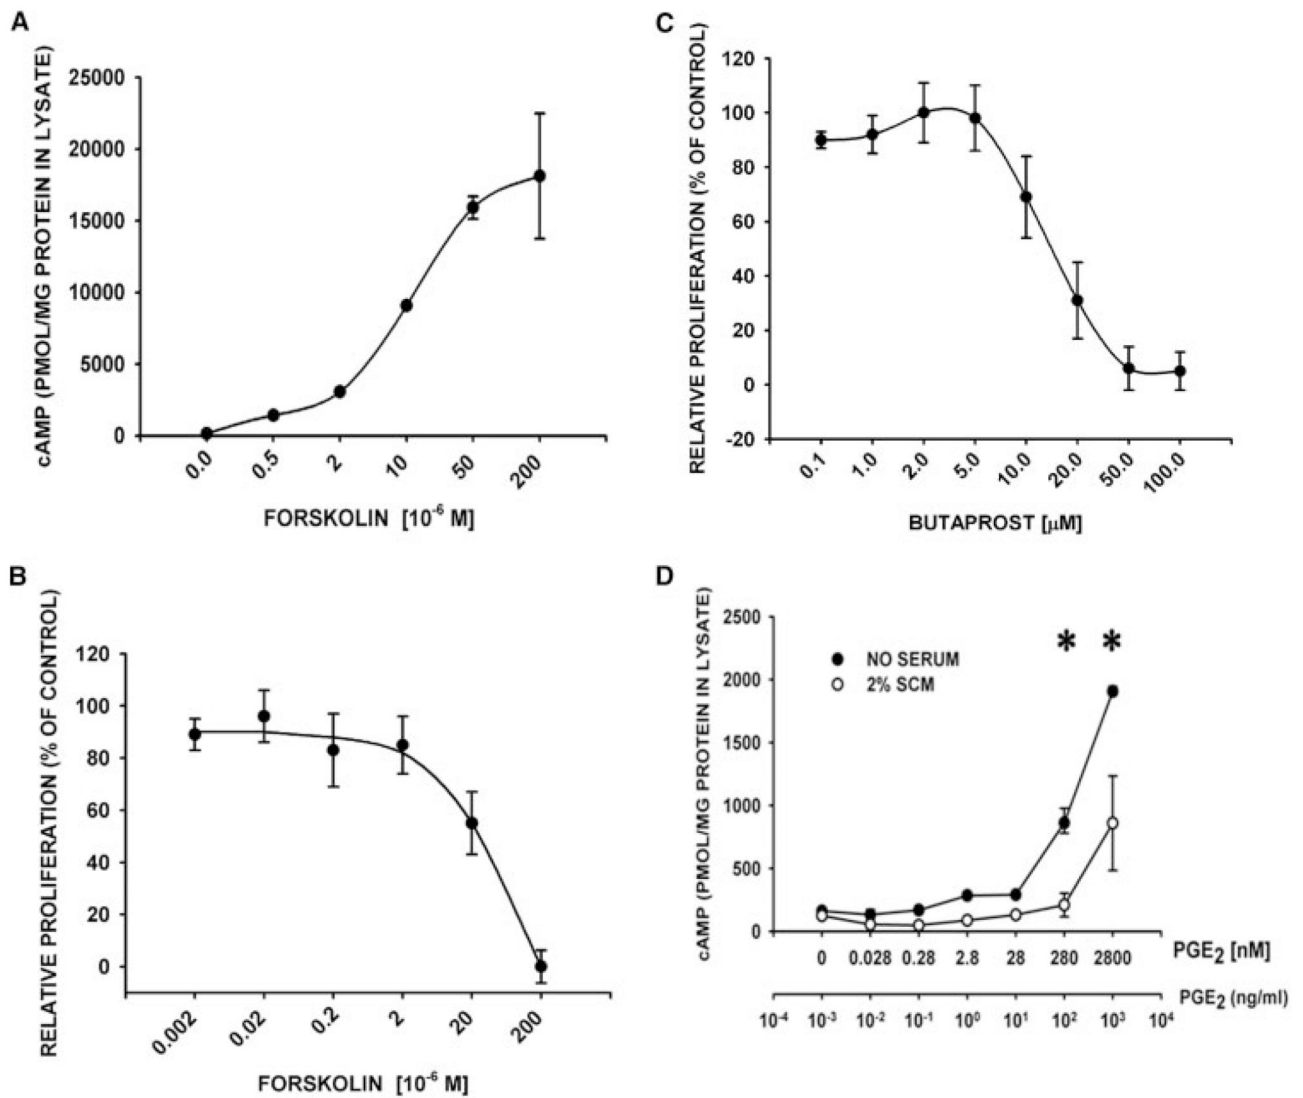 A
cAMP (PMOL/MG PROTEIN IN LYSATE)
25000
20000
15000
10000
5000
0
0.0 0.5 2 10 50 200
FORSKOLIN [10-6 M]
C
RELATIVE PROLIFERATION (% OF CONTROL)
120
100
80
60
40
20
0
-20
0.1 1.0 2.0 5.0 10.0 20.0 50.0 100.0
BUTAPROST [µM]
B
RELATIVE PROLIFERATION (% OF CONTROL)
120
100
80
60
40
20
0
0.002 0.02 0.2 2 20 200
FORSKOLIN [10-6 M]
D
cAMP (PMOL/MG PROTEIN IN LYSATE)
2500
2000
1500
1000
500
0
* *
NO SERUM
2% SCM
0 0.028 0.28 2.8 28 280 2800 PGE2 [nM]
PGE2 (ng/ml)
10-4 10-3 10-2 10-1 100 101 102 103 104